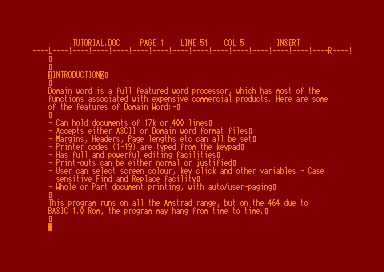 TUTORIAL.DOC PAGE 1 LINE 51 COL 5 INSERT
----L----!----!----!----!----!----!----!----!----!----!----!----R----!
INTRODUCTION
Domain word is a full featured word processor, which has most of the
functions associated with expensive commercial products. Here are some
of the features of Domain Word:-
- Can hold documents of 17k or 400 lines
- Accepts either ASCII or Domain word format files
- Margins, Headers, Page lengths etc can all be set
- Printer codes (1-19) are typed from the keypad
- Has full and powerful editing facilities
- Print-outs can be either normal or justified
- User can select screen colour, key click and other variables - Case
sensitive Find and Replace facility
- Whole or Part document printing, with auto/user-paging
This program runs on all the Amstrad range, but on the 464 due to
BASIC 1.0 Rom, the program may hang from time to time.